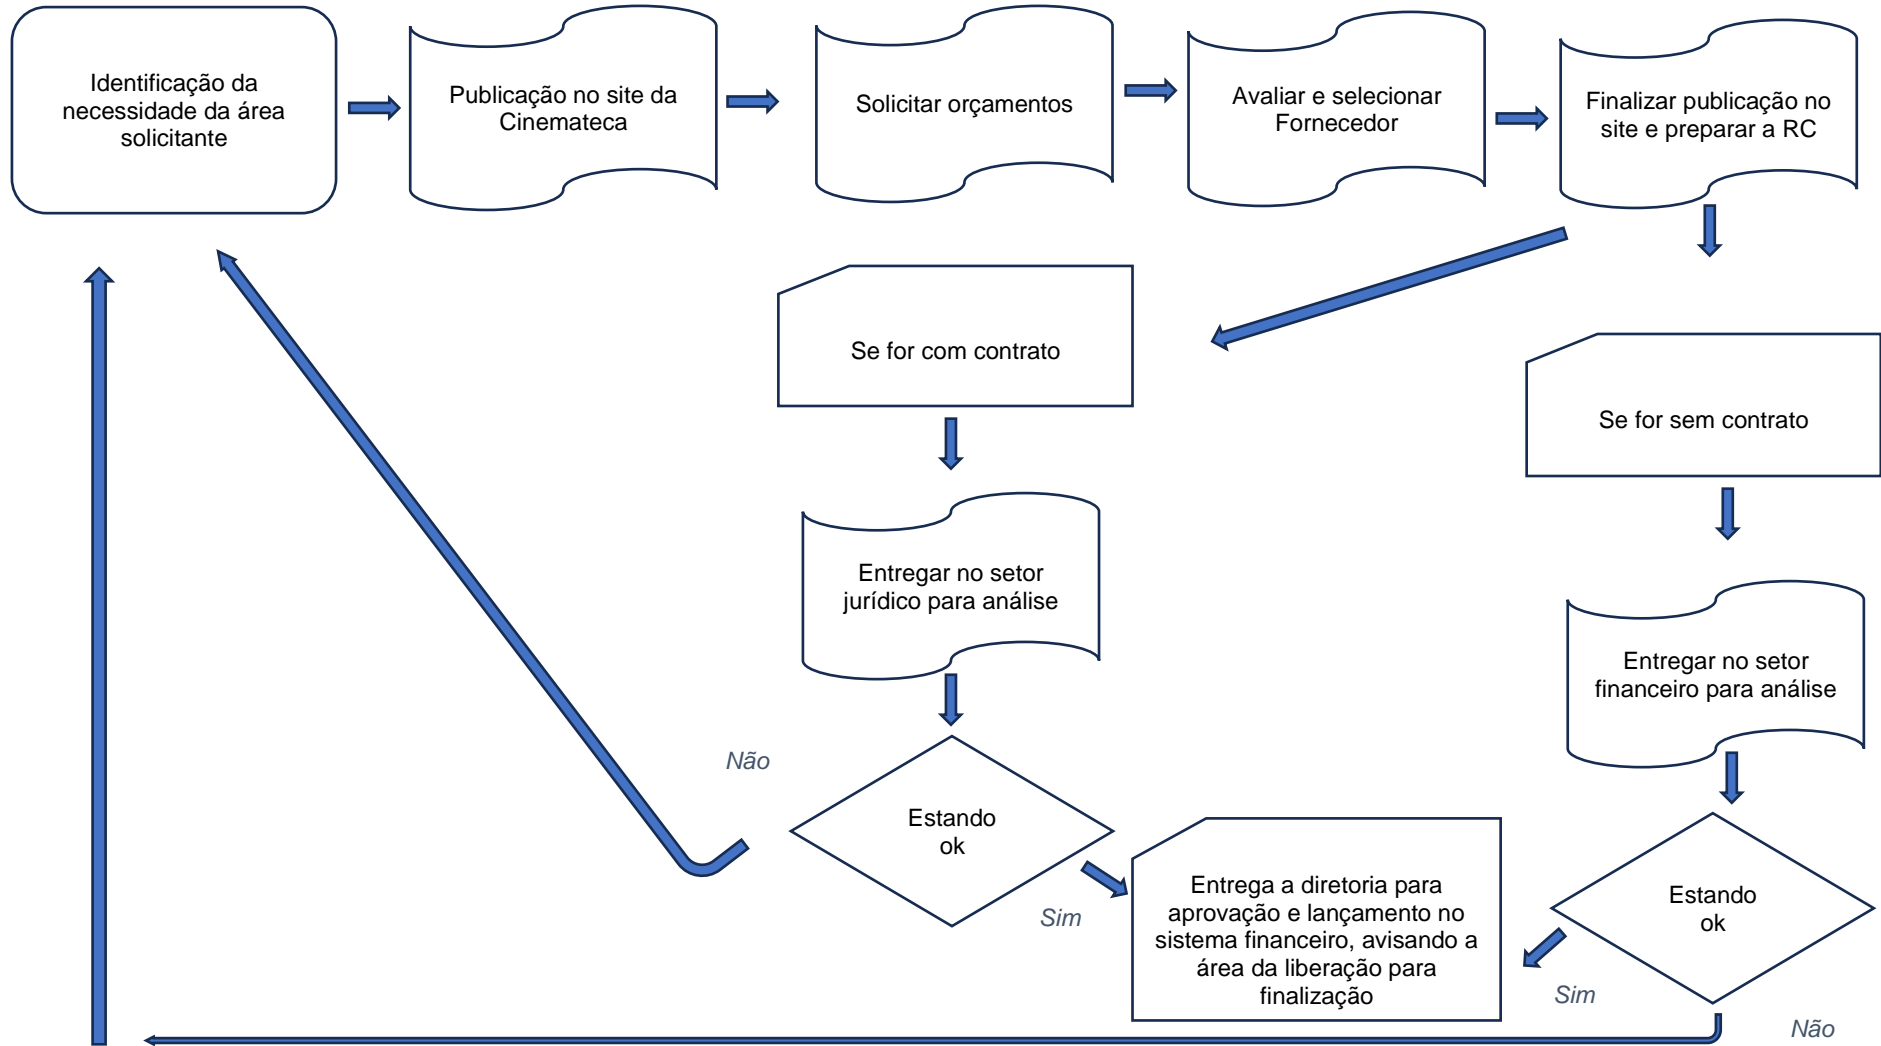 Identificação da
necessidade da área
solicitante
Publicação no site da
Cinemateca
Solicitar orçamentos
Avaliar e selecionar
Fornecedor
Finalizar publicação no
site e preparar a RC
Se for com contrato
Se for sem contrato
Entregar no setor
jurídico para análise
Entregar no setor
financeiro para análise
Não
Estando
ok
Sim
Entrega a diretoria para
aprovação e lançamento no
sistema financeiro, avisando a
área da liberação para
finalização
Estando
ok
Sim
Não